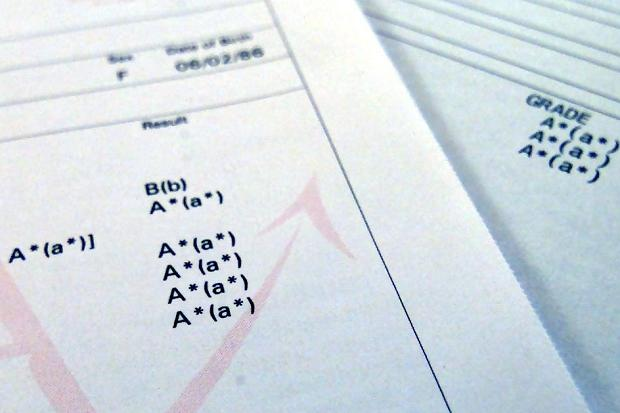 Sex Date of Birth
F 06/02/86
Result
B(b)
A*(a*)
A*(a*)] A*(a*)
A*(a*)
A*(a*)
A*(a*)
GRADE
A*(a*)
A*(a*)
A*(a*)